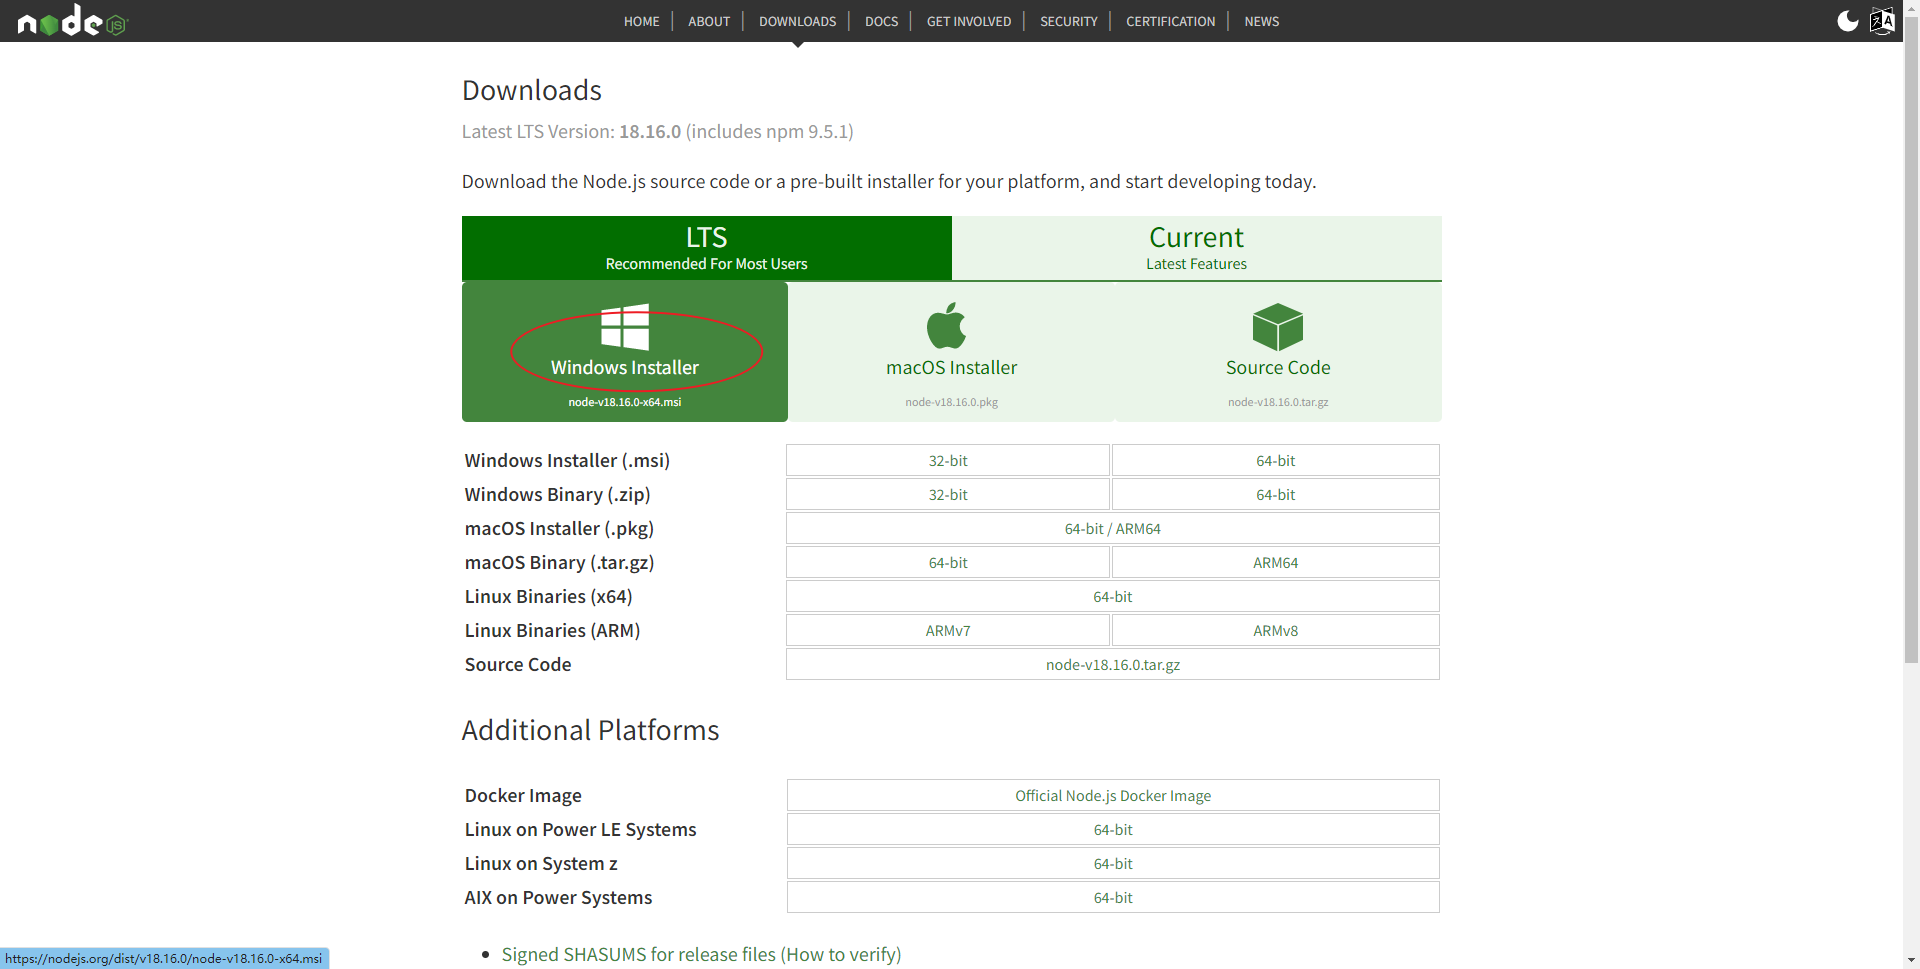 node JS
HOME ABOUT DOWNLOADS DOCS GET INVOLVED SECURITY CERTIFICATION NEWS
Downloads
Latest LTS Version: 18.16.0 (includes npm 9.5.1)
Download the Node.js source code or a pre-built installer for your platform, and start developing today.
LTS
Recommended For Most Users
Current
Latest Features
Windows Installer
node-v18.16.0-x64.msi
macOS Installer
node-v18.16.0.pkg
Source Code
node-v18.16.0.tar.gz
Windows Installer (.msi) 32-bit 64-bit
Windows Binary (.zip) 32-bit 64-bit
macOS Installer (.pkg) 64-bit / ARM64
macOS Binary (.tar.gz) 64-bit ARM64
Linux Binaries (x64) 64-bit
Linux Binaries (ARM) ARMv7 ARMv8
Source Code node-v18.16.0.tar.gz
Additional Platforms
Docker Image Official Node.js Docker Image
Linux on Power LE Systems 64-bit
Linux on System z 64-bit
AIX on Power Systems 64-bit
• Signed SHASUMS for release files (How to verify)
https://nodejs.org/dist/v18.16.0/node-v18.16.0-x64.msi